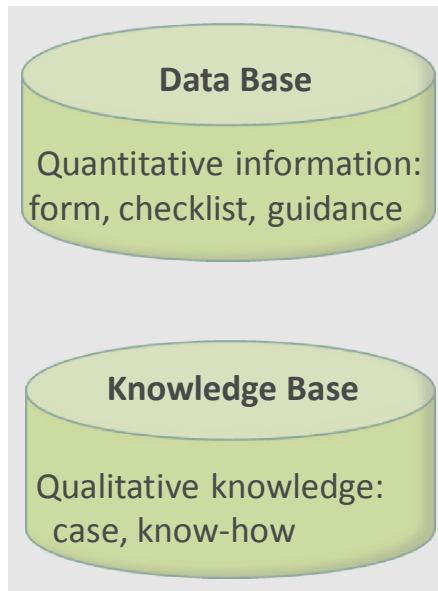 Data Base
Quantitative information:
form, checklist, guidance
Knowledge Base
Qualitative knowledge:
case, know-how